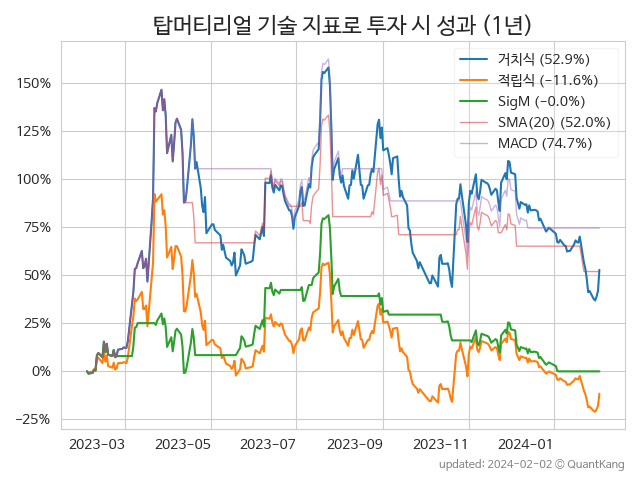 탑머티리얼 기술 지표로 투자 시 성과 (1년)
거치식 (52.9%)
적립식 (−11.6%)
SigM (−0.0%)
SMA(20) (52.0%)
MACD (74.7%)
150%
125%
100%
75%
50%
25%
0%
−25%
2023-03 2023-05 2023-07 2023-09 2023-11 2024-01
updated: 2024-02-02 ⓒ QuantKang